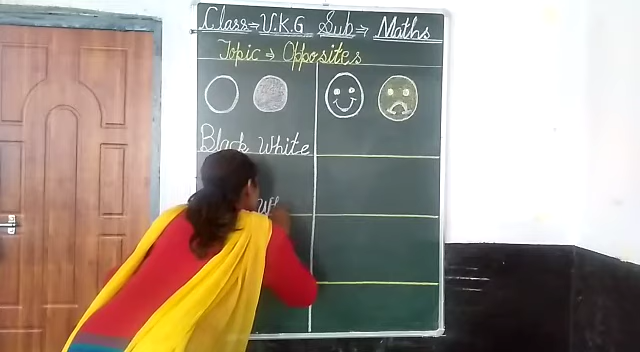 Class→ U.K.G Sub→ Maths
Topic → Opposites
Black White